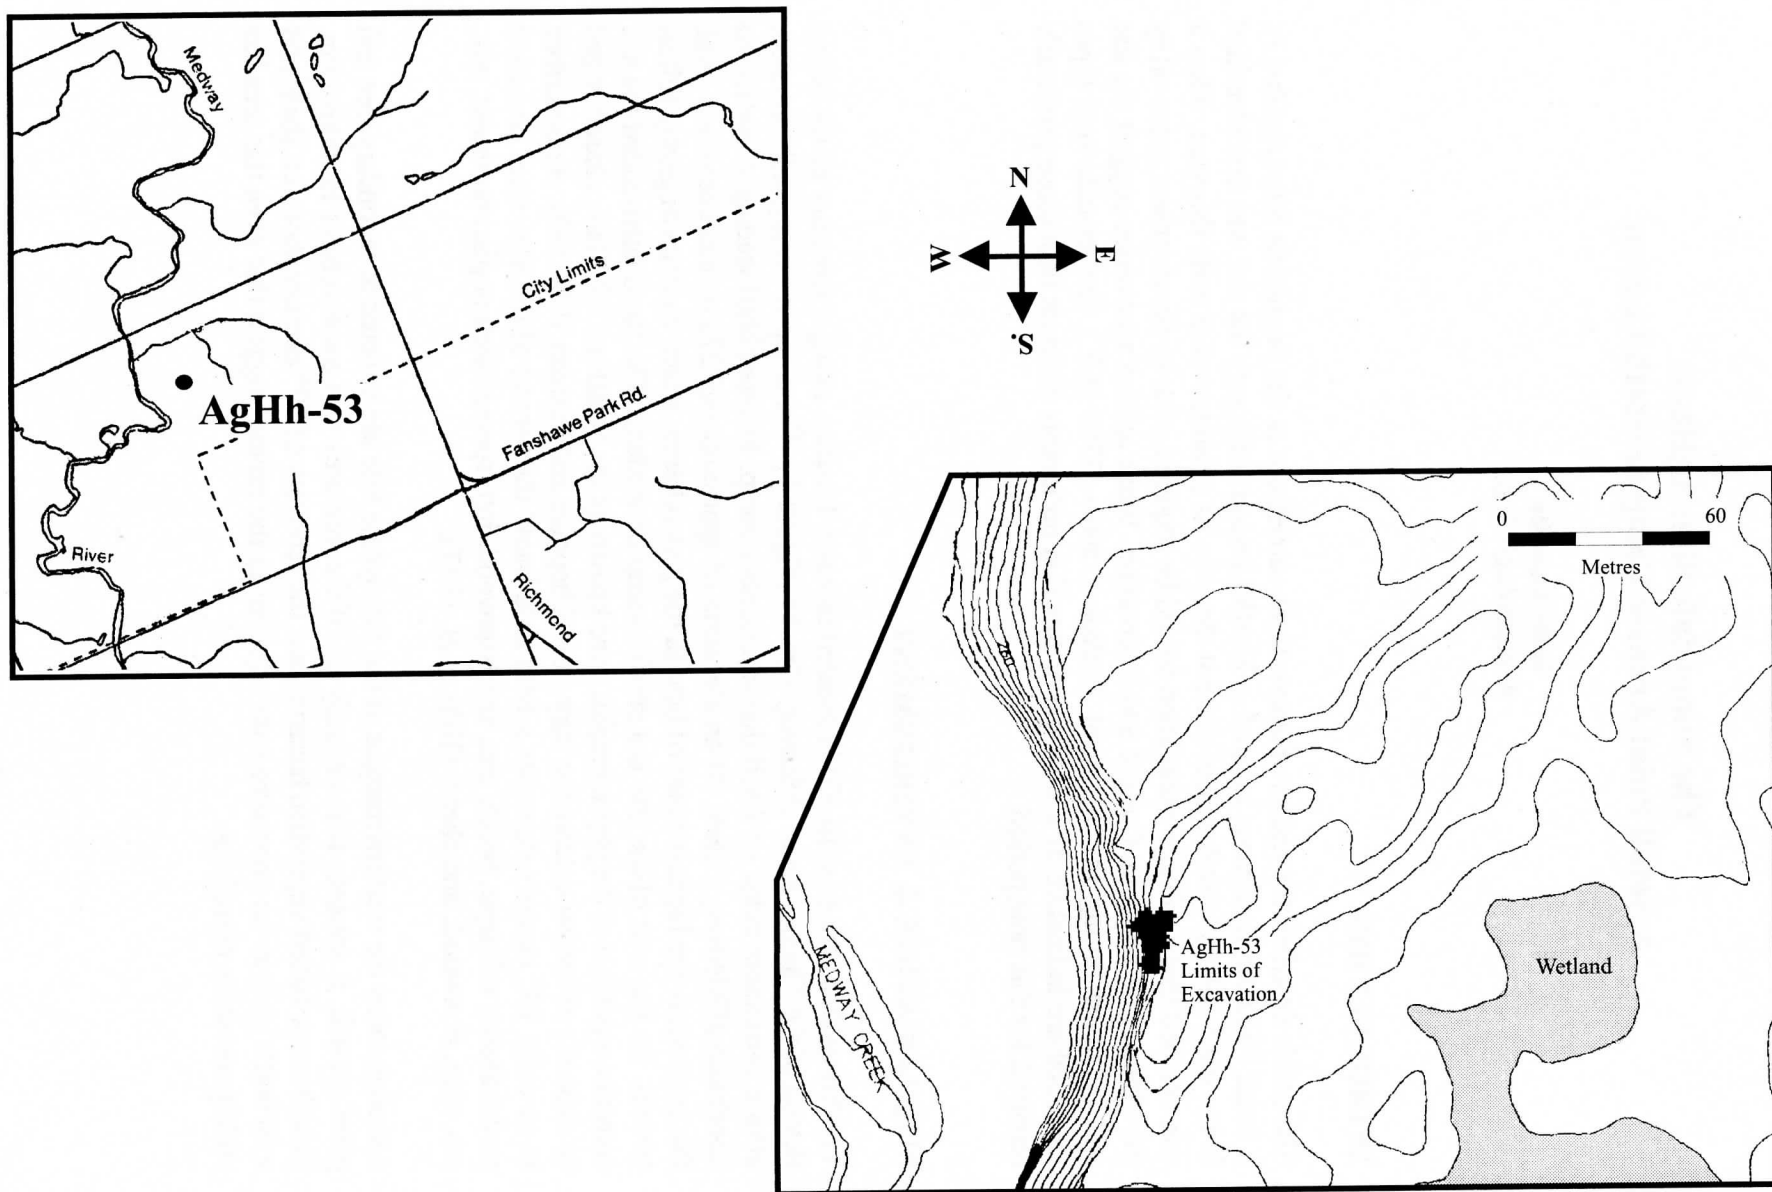 Medway
City Limits
AgHh-53
Fanshawe Park Rd.
River
Richmond
N
W
E
S.
0 60
Metres
260
AgHh-53
Limits of
Excavation
Wetland
MEDWAY CREEK